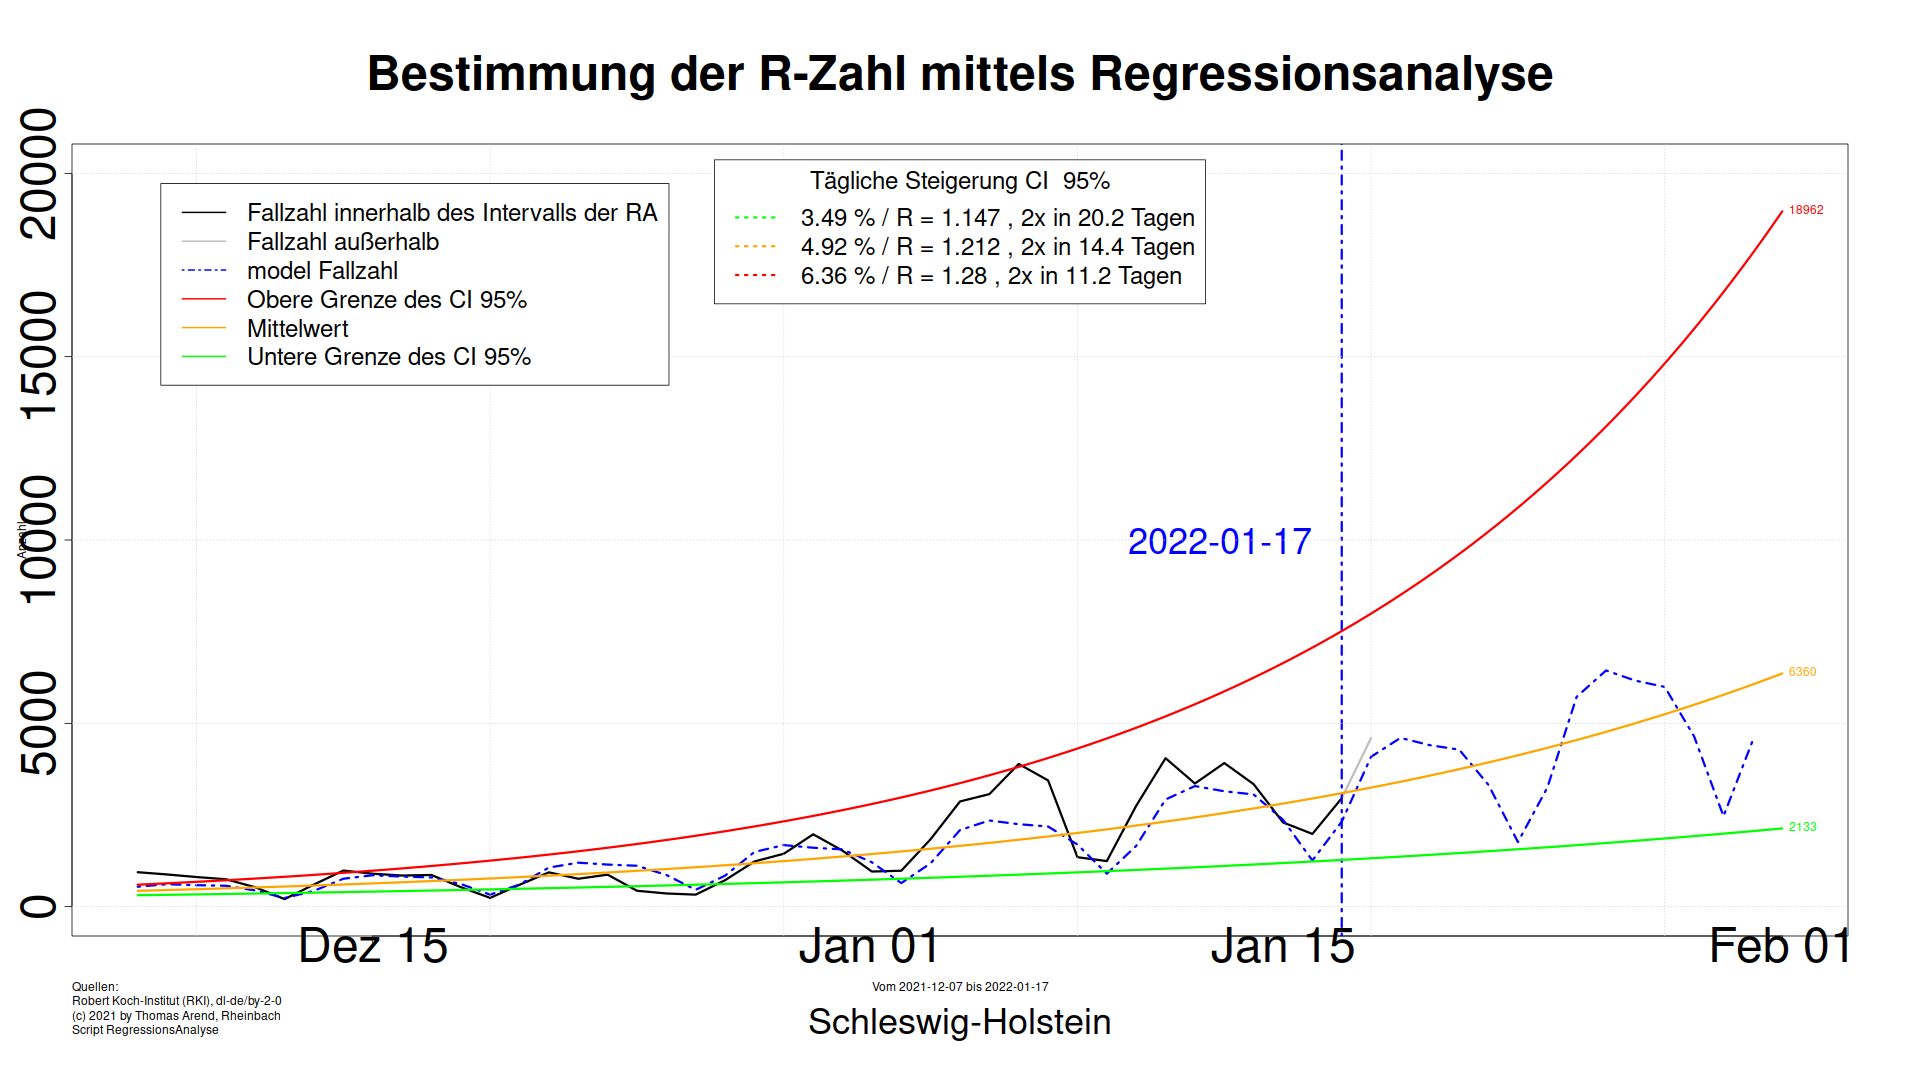 Bestimmung der R-Zahl mittels Regressionsanalyse
20000
15000
10000
5000
0
Anzahl
Fallzahl innerhalb des Intervalls der RA
Fallzahl außerhalb
model Fallzahl
Obere Grenze des CI 95%
Mittelwert
Untere Grenze des CI 95%
Tägliche Steigerung CI  95%
3.49 % / R = 1.147 , 2x in 20.2 Tagen
4.92 % / R = 1.212 , 2x in 14.4 Tagen
6.36 % / R = 1.28 , 2x in 11.2 Tagen
18962
2022-01-17
6360
2133
Dez 15
Jan 01
Jan 15
Feb 01
Quellen:
Robert Koch-Institut (RKI), dl-de/by-2-0
(c) 2021 by Thomas Arend, Rheinbach
Script RegressionsAnalyse
Vom 2021-12-07 bis 2022-01-17
Schleswig-Holstein